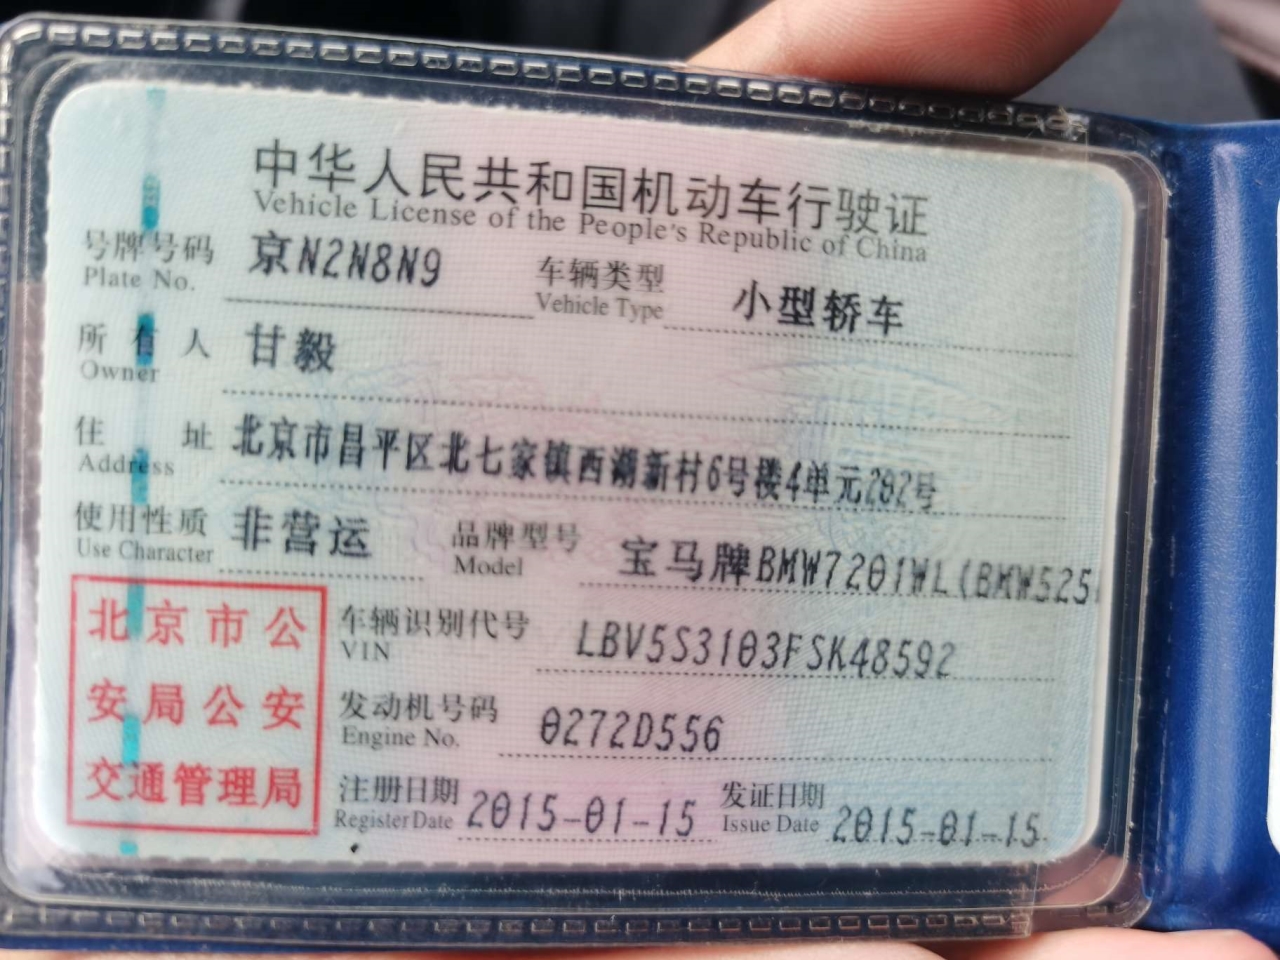 中华人民共和国机动车行驶证
Vehicle License of the People's Republic of China
号牌号码 京N2N8N9 车辆类型 小型轿车
Plate No. Vehicle Type
所有人 甘毅
Owner
住址 北京市昌平区北七家镇西湖新村6号楼4单元202号
Address
使用性质 非营运 品牌型号 宝马牌BMW7201WL(BMW525
Use Character Model
北京市公
安局公安
交通管理局
车辆识别代号 LBV5S3103FSK48592
VIN
发动机号码 0272D556
Engine No.
注册日期 2015-01-15 发证日期 2015-01-15
Register Date Issue Date